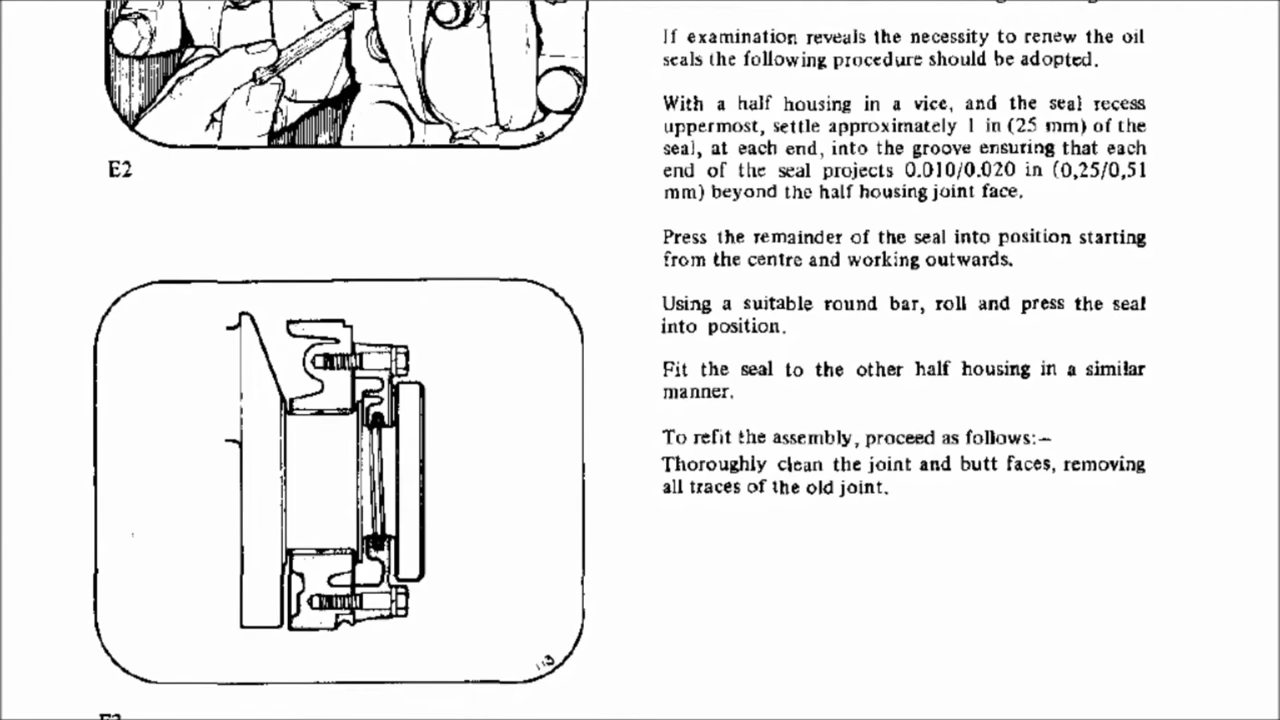 If examination reveals the necessity to renew the oil
seals the following procedure should be adopted.
With a half housing in a vice, and the seal recess
uppermost, settle approximately 1 in (25 mm) of the
seal, at each end, into the groove ensuring that each
end of the seal projects 0.010/0.020 in (0,25/0,51
mm) beyond the half housing joint face.
Press the remainder of the seal into position starting
from the centre and working outwards.
Using a suitable round bar, roll and press the seal
into position.
Fit the seal to the other half housing in a similar
manner.
To refit the assembly, proceed as follows:—
Thoroughly clean the joint and butt faces, removing
all traces of the old joint.
E2